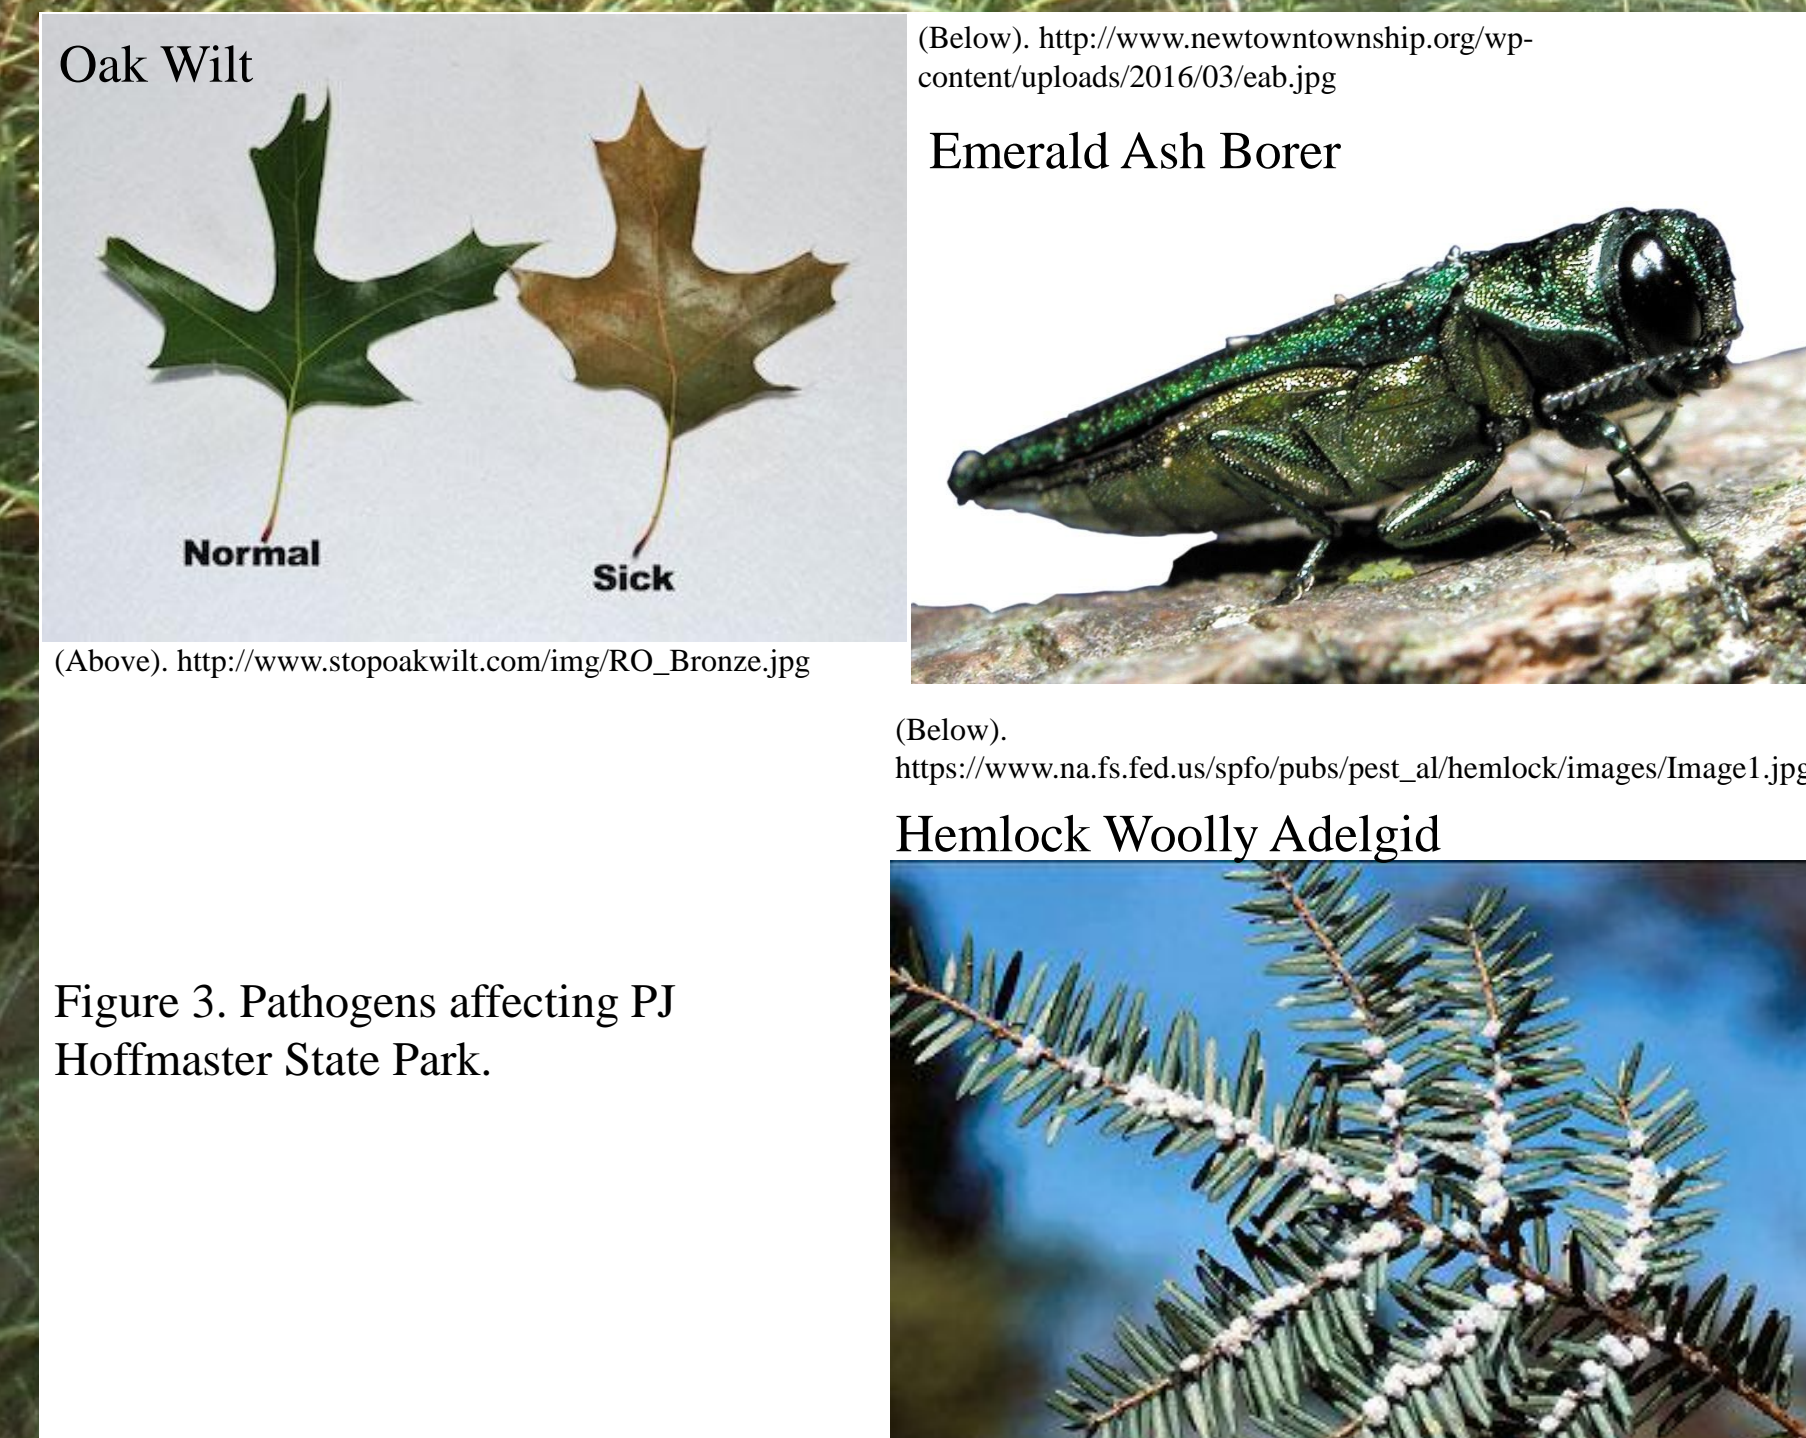 Oak Wilt
Normal
Sick
(Above). http://www.stopoakwilt.com/img/RO_Bronze.jpg
(Below). http://www.newtowntownship.org/wp-
content/uploads/2016/03/eab.jpg
Emerald Ash Borer
(Below).
https://www.na.fs.fed.us/spfo/pubs/pest_al/hemlock/images/Image1.jpg
Hemlock Woolly Adelgid
Figure 3. Pathogens affecting PJ
Hoffmaster State Park.